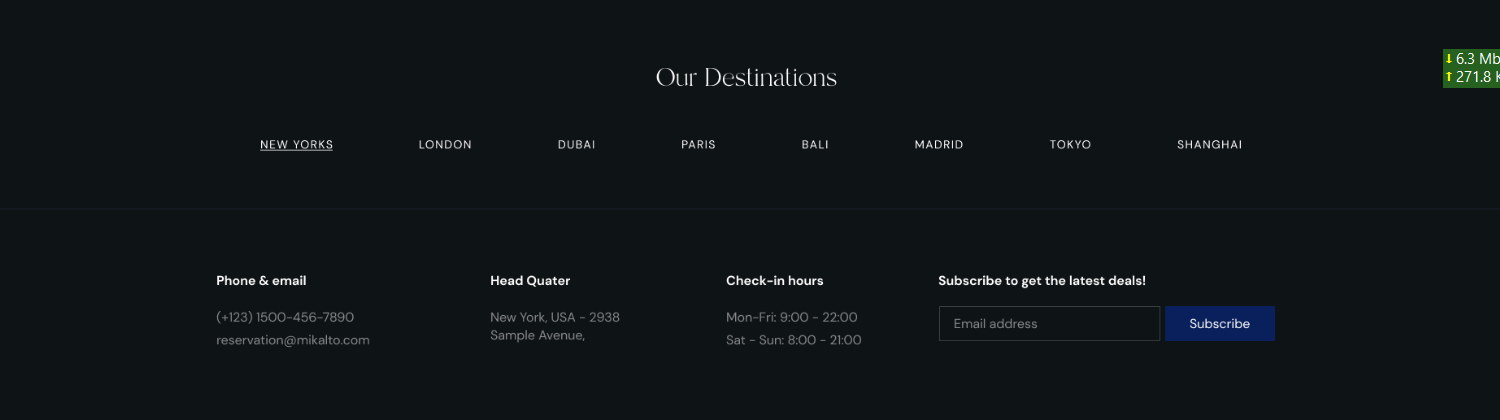 Our Destinations
↓ 6.3 Mb
↑ 271.8 K
NEW YORKS LONDON DUBAI PARIS BALI MADRID TOKYO SHANGHAI
Phone & email
(+123) 1500-456-7890
reservation@mikalto.com
Head Quater
New York, USA - 2938
Sample Avenue,
Check-in hours
Mon-Fri: 9:00 - 22:00
Sat - Sun: 8:00 - 21:00
Subscribe to get the latest deals!
Email address
Subscribe